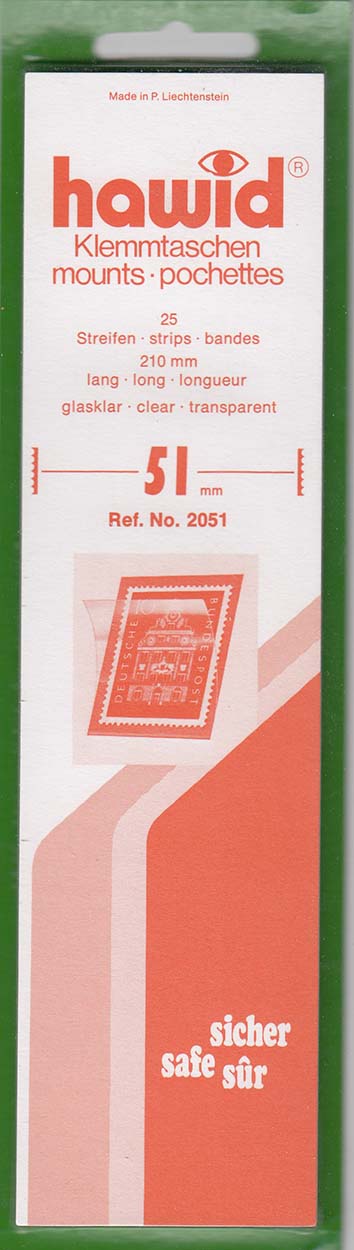 Made in P. Liechtenstein
hawid®
Klemmtaschen
mounts · pochettes
25
Streifen · strips · bandes
210 mm
lang · long · longueur
glasklar · clear · transparent
51 mm
Ref. No. 2051
10
DEUTSCHE
BUNDESPOST
sicher
safe sûr